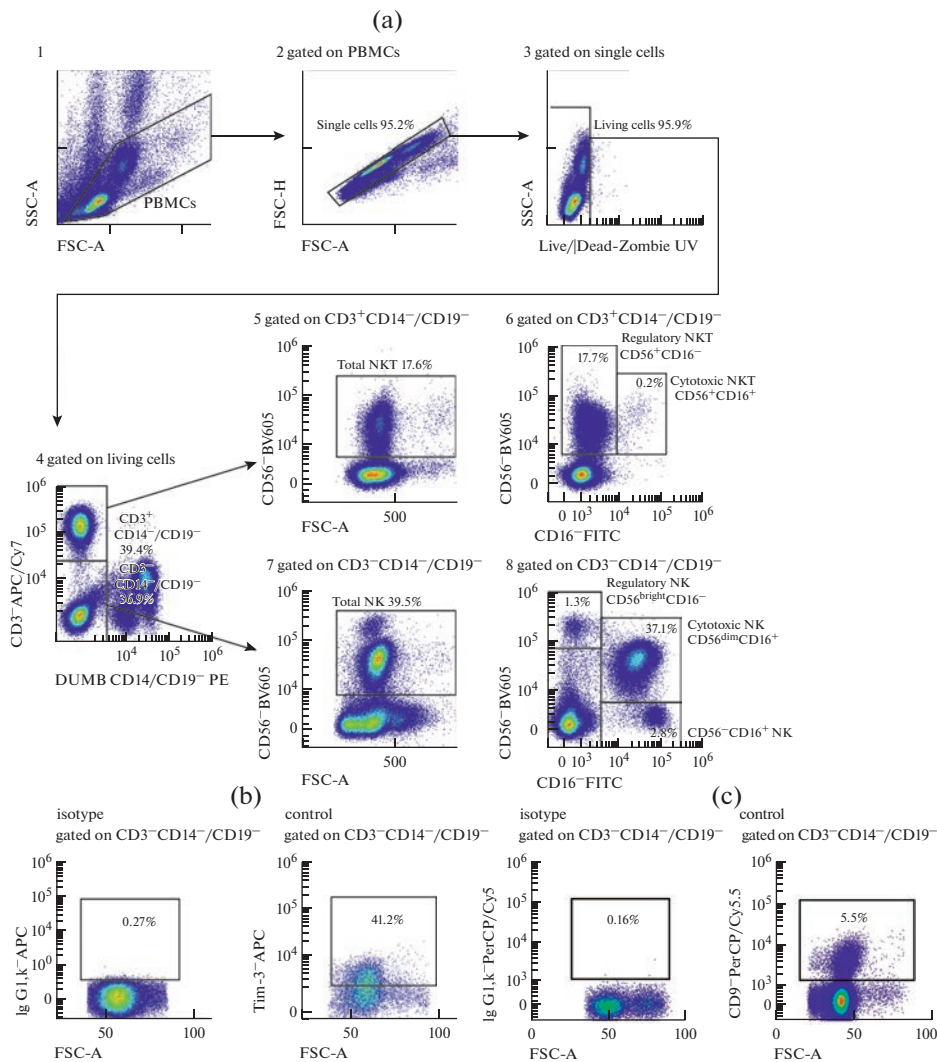 (a)
1
SSC-A
PBMCs
FSC-A
2 gated on PBMCs
FSC-H
Single cells 95.2%
FSC-A
3 gated on single cells
SSC-A
Living cells 95.9%
Live/|Dead-Zombie UV
4 gated on living cells
10⁶
10⁵
10⁴
0
CD3⁻APC/Cy7
CD3⁺
CD14⁻/CD19⁻
39.4%
CD3⁻
CD14⁻/CD19⁻
36.9%
10⁴ 10⁵ 10⁶
DUMB CD14/CD19⁻ PE
5 gated on CD3⁺CD14⁻/CD19⁻
10⁶
10⁵
10⁴
0
CD56⁻BV605
Total NKT 17.6%
500
FSC-A
6 gated on CD3⁺CD14⁻/CD19⁻
Regulatory NKT
CD56⁺CD16⁻
17.7%
Cytotoxic NKT
CD56⁺CD16⁺
0.2%
10⁶
10⁵
10⁴
0
CD56⁻BV605
0 10³ 10⁴ 10⁵ 10⁶
CD16⁻FITC
7 gated on CD3⁻CD14⁻/CD19⁻
10⁶
10⁵
10⁴
0
CD56⁻BV605
Total NK 39.5%
500
FSC-A
8 gated on CD3⁻CD14⁻/CD19⁻
Regulatory NK
CD56ᵇʳⁱᵍʰᵗCD16⁻
1.3%
Cytotoxic NK
CD56ᵈⁱᵐCD16⁺
37.1%
10⁶
10⁵
10⁴
0
CD56⁻BV605
2.8%
CD56⁻CD16⁺ NK
0 10³ 10⁴ 10⁵ 10⁶
CD16⁻FITC
(b)
isotype
gated on CD3⁻CD14⁻/CD19⁻
10⁶
10⁵
10⁴
10⁰
0
Ig G1,k⁻APC
0.27%
50 100
FSC-A
control
gated on CD3⁻CD14⁻/CD19⁻
10⁶
10⁵
10⁴
0
Tim-3⁻APC
41.2%
50 100
FSC-A
(c)
isotype
gated on CD3⁻CD14⁻/CD19⁻
10⁶
10⁵
10⁴
10³
0
Ig G1,k⁻PerCP/Cy5
0.16%
0 50 100
FSC-A
control
gated on CD3⁻CD14⁻/CD19⁻
10⁶
10⁵
10⁴
10³
0
CD9⁻PerCP/Cy5.5
5.5%
0 50 100
FSC-A